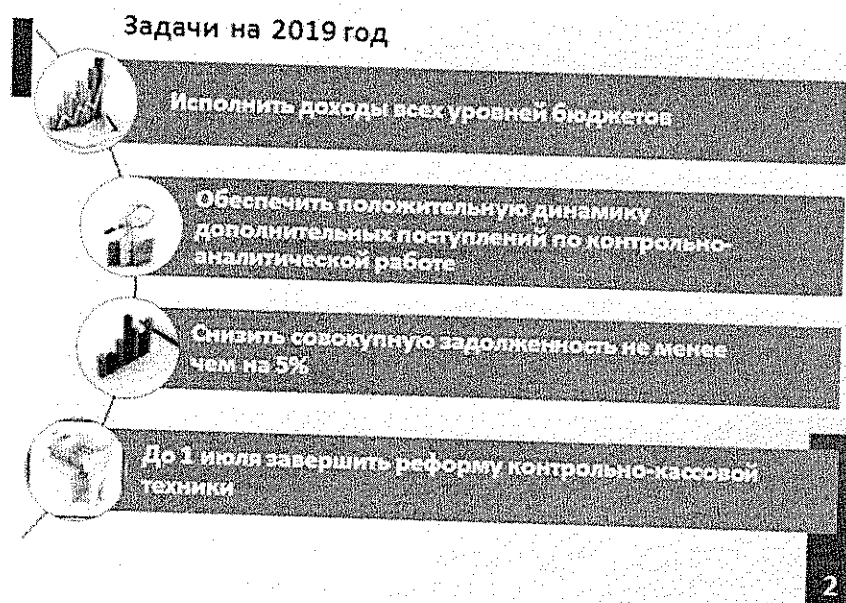 Задачи на 2019 год
Исполнить доходы всех уровней бюджетов
Обеспечить положительную динамику
дополнительных поступлений по контрольно-
аналитической работе
Снизить совокупную задолженность не менее
чем на 5%
До 1 июля завершить реформу контрольно-кассовой
техники
2